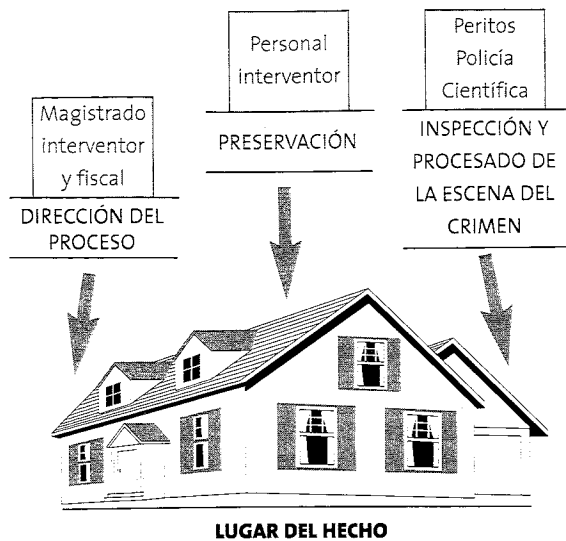 Magistrado
interventor
y fiscal
DIRECCIÓN DEL
PROCESO
Personal
interventor
PRESERVACIÓN
Peritos
Policía
Científica
INSPECCIÓN Y
PROCESADO DE
LA ESCENA DEL
CRIMEN
LUGAR DEL HECHO